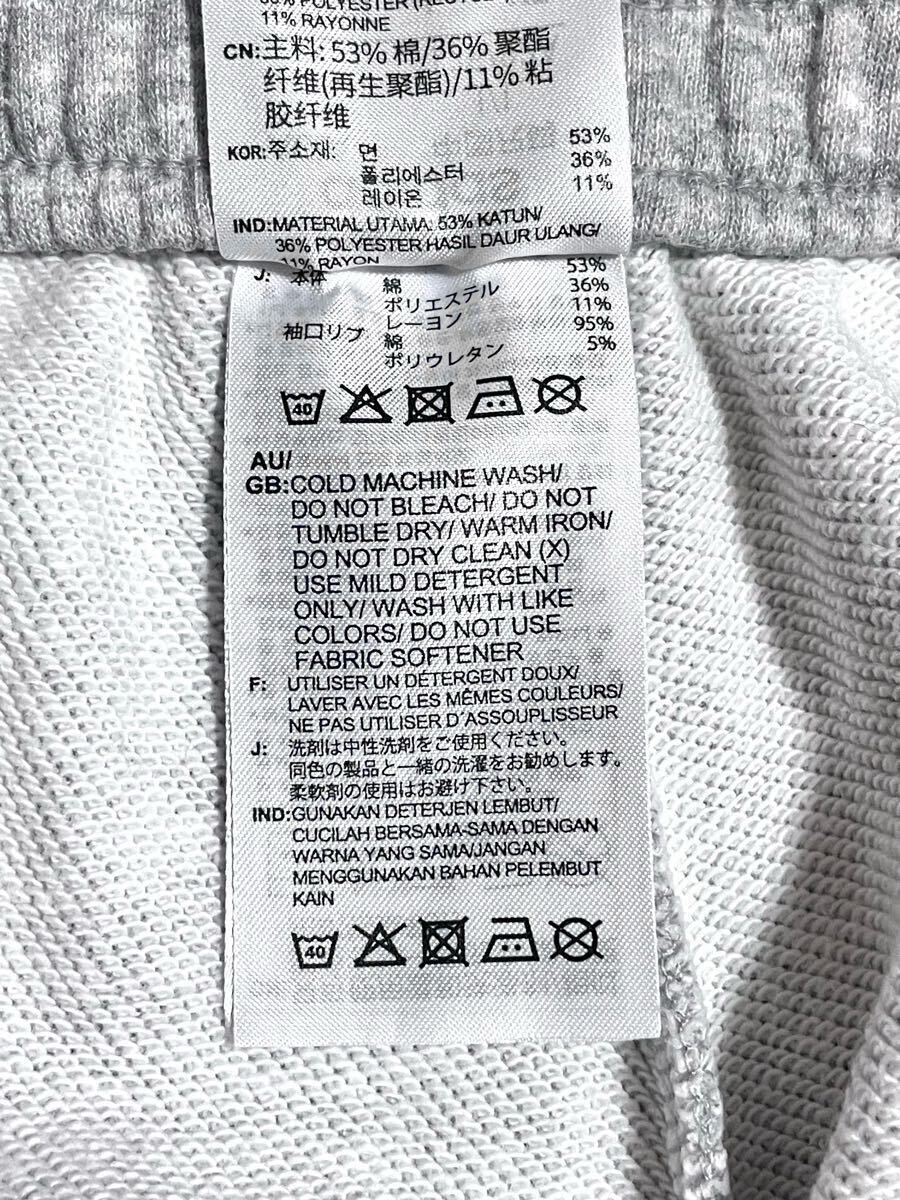 11% RAYONNE
CN:主料: 53% 棉/36% 聚酯
纤维(再生聚酯)/11% 粘
胶纤维
KOR:주소재: 면 53%
폴리에스터 36%
레이온 11%
IND:MATERIAL UTAMA: 53% KATUN/
36% POLYESTER HASIL DAUR ULANG/
11% RAYON
J: 本体 綿 53%
ポリエステル 36%
レーヨン 11%
袖口リブ 綿 95%
ポリウレタン 5%
40
AU/
GB:COLD MACHINE WASH/
DO NOT BLEACH/ DO NOT
TUMBLE DRY/ WARM IRON/
DO NOT DRY CLEAN (X)
USE MILD DETERGENT
ONLY/ WASH WITH LIKE
COLORS/ DO NOT USE
FABRIC SOFTENER
F: UTILISER UN DÉTERGENT DOUX/
LAVER AVEC LES MÊMES COULEURS/
NE PAS UTILISER D´ASSOUPLISSEUR
J: 洗剤は中性洗剤をご使用ください。
同色の製品と一緒の洗濯をお勧めします。
柔軟剤の使用はお避け下さい。
IND:GUNAKAN DETERJEN LEMBUT/
CUCILAH BERSAMA-SAMA DENGAN
WARNA YANG SAMA/JANGAN
MENGGUNAKAN BAHAN PELEMBUT
KAIN
40